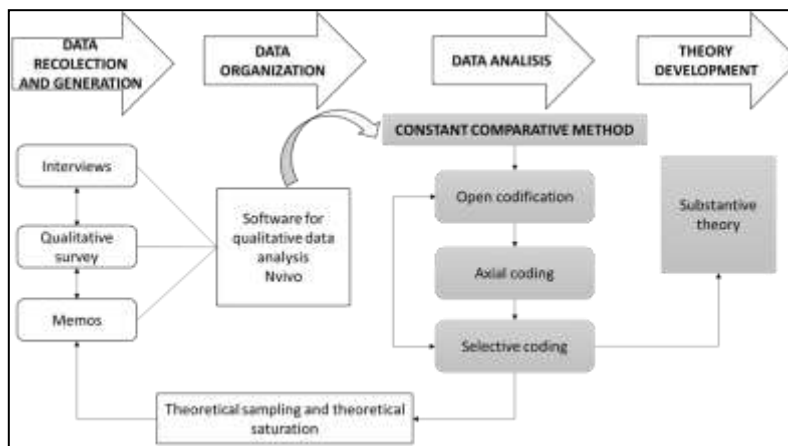 DATA
RECOLECTION
AND GENERATION
DATA
ORGANIZATION
DATA ANALISIS
THEORY
DEVELOPMENT
CONSTANT COMPARATIVE METHOD
Interviews
Qualitative
survey
Memos
Software for
qualitative data
analysis
Nvivo
Open codification
Axial coding
Selective coding
Substantive
theory
Theoretical sampling and theoretical
saturation